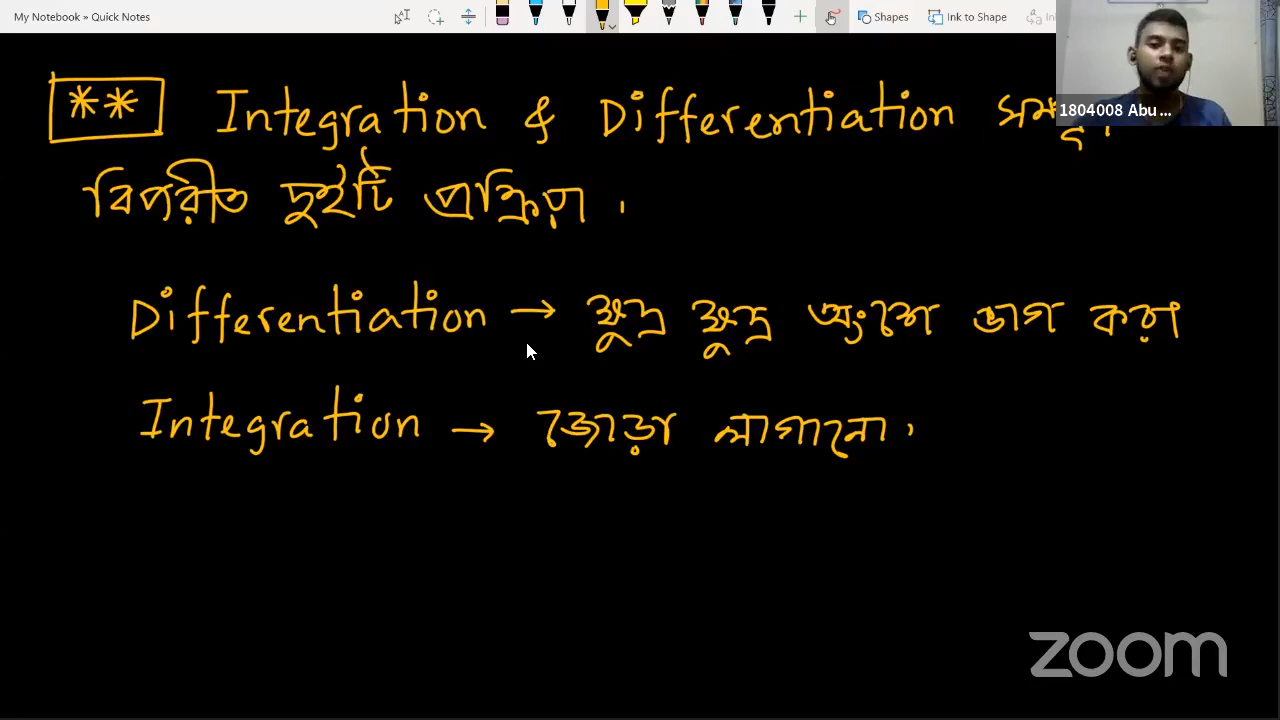 My Notebook » Quick Notes
Shapes
Ink to Shape
1804008 Abu ...
** Integration & Differentiation
বিপরীত দুইটি প্রক্রিয়া ।
Differentiation → ক্ষুদ্র ক্ষুদ্র অংশে ভাগ করা
Integration → জোড়া লাগানো ।
zoom